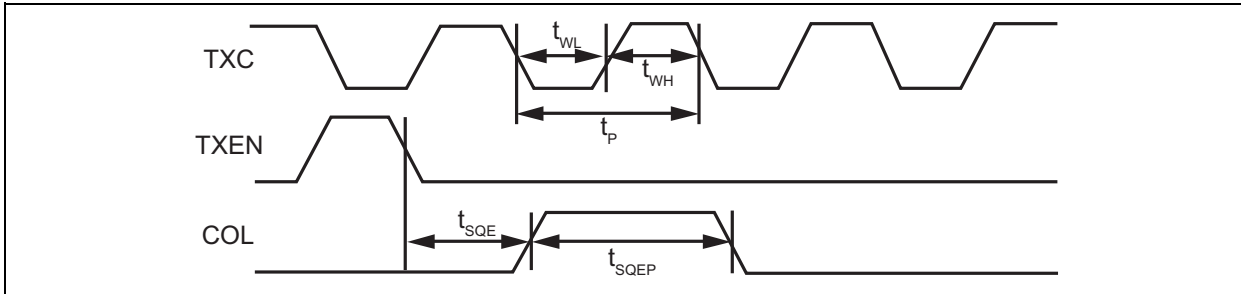 TXC
t_WL
t_WH
t_P
TXEN
COL
t_SQE
t_SQEP